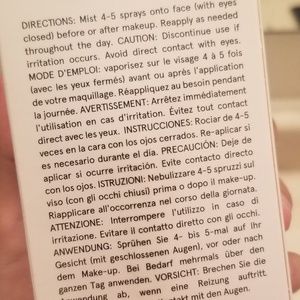 DIRECTIONS: Mist 4-5 sprays onto face (with eyes
closed) before or after makeup. Reapply as needed
throughout the day. CAUTION: Discontinue use if
irritation occurs. Avoid direct contact with eyes.
MODE D'EMPLOI: vaporisez sur le visage 4 à 5 fois
(avec les yeux fermés) avant ou après l'application
de votre maquillage. Réappliquez au besoin pendant
la journée. AVERTISSEMENT: Arrêtez immédiatement
l'utilisation en cas d'irritation. Évitez tout contact
direct avec les yeux. INSTRUCCIONES: Rociar de 4-5
veces en la cara con los ojos cerrados. Re-aplicar si
es necesario durante el día. PRECAUCIÓN: Deje de
aplicar si ocurre irritación. Evite contacto directo
con los ojos. ISTRUZIONI: Nebulizzare 4-5 spruzzi sul
viso (con gli occhi chiusi) prima o dopo il make-up.
Riapplicare all'occorrenza nel corso della giornata.
ATTENZIONE: Interrompere l'utilizzo in caso di
irritazione. Evitare il contatto diretto con gli occhi.
ANWENDUNG: Sprühen Sie 4- bis 5-mal auf Ihr
Gesicht (mit geschlossenen Augen), vor oder nach
dem Make-up. Bei Bedarf mehrmals über den
ganzen Tag anwenden. VORSICHT: Brechen Sie die
Anwendung ab, wenn eine Reizung auftritt.
kontakt mit den Augen.